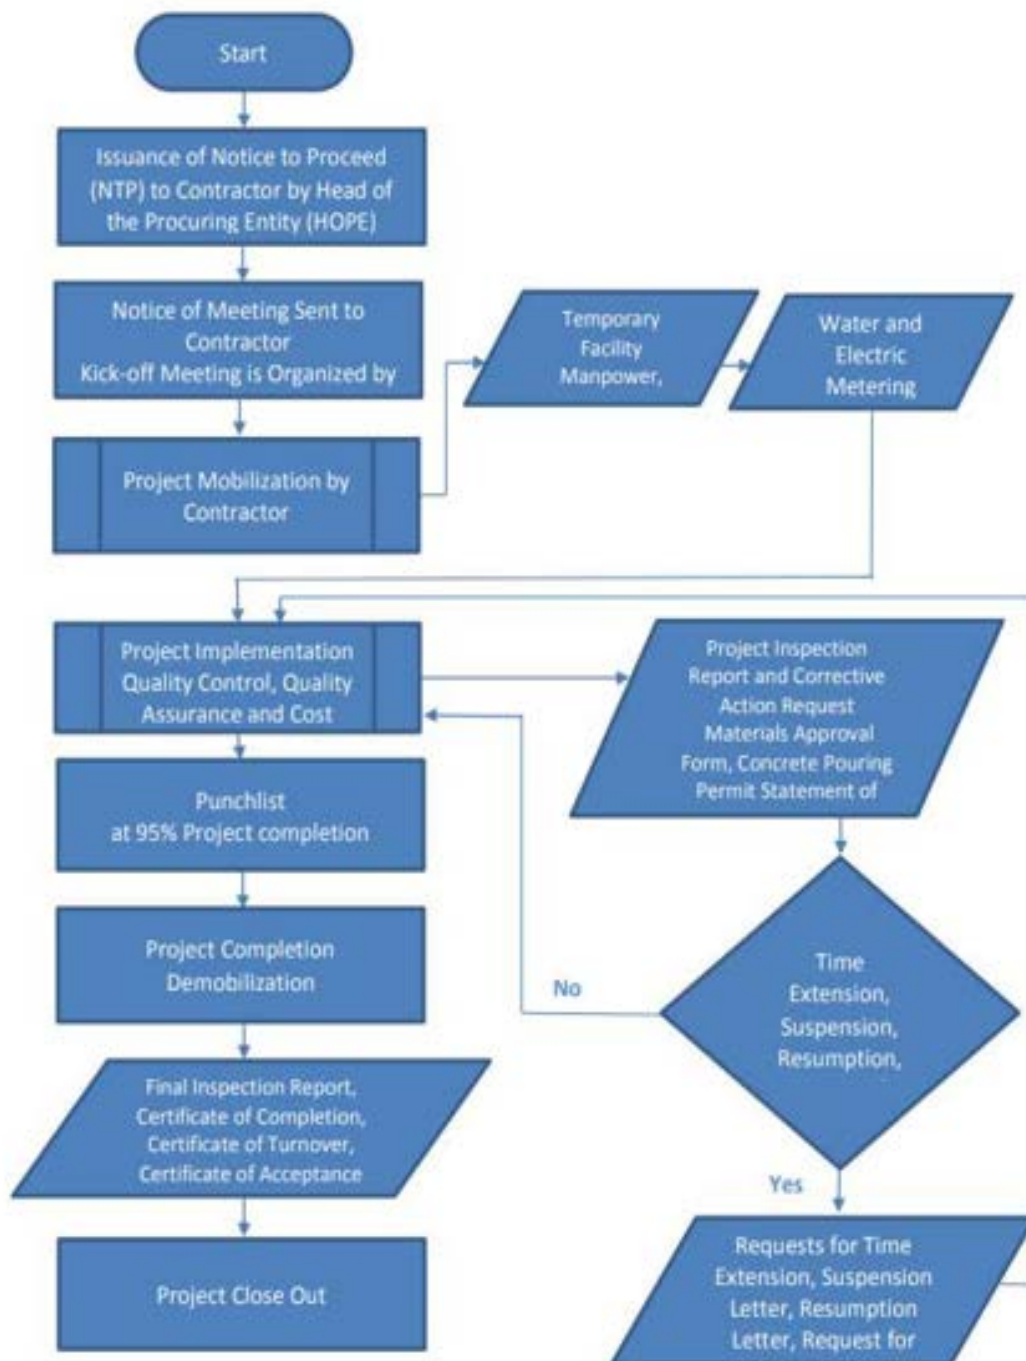 Start
Issuance of Notice to Proceed
(NTP) to Contractor by Head of
the Procuring Entity (HOPE)
Notice of Meeting Sent to
Contractor
Kick-off Meeting is Organized by
Temporary
Facility
Manpower,
Water and
Electric
Metering
Project Mobilization by
Contractor
Project Implementation
Quality Control, Quality
Assurance and Cost
Project Inspection
Report and Corrective
Action Request
Materials Approval
Form, Concrete Pouring
Permit Statement of
Punchlist
at 95% Project completion
Project Completion
Demobilization
Time
Extension,
Suspension,
Resumption,
No
Yes
Final Inspection Report,
Certificate of Completion,
Certificate of Turnover,
Certificate of Acceptance
Requests for Time
Extension, Suspension
Letter, Resumption
Letter, Request for
Project Close Out